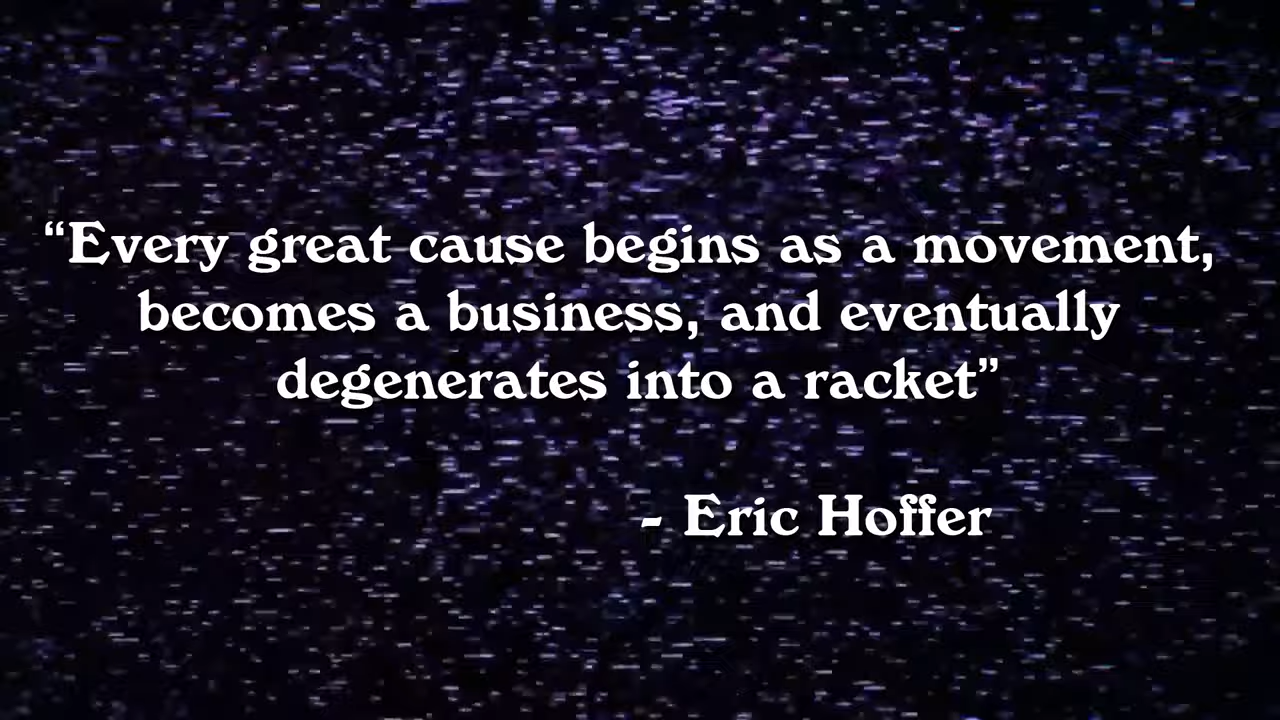 “Every great cause begins as a movement,
becomes a business, and eventually
degenerates into a racket”
- Eric Hoffer